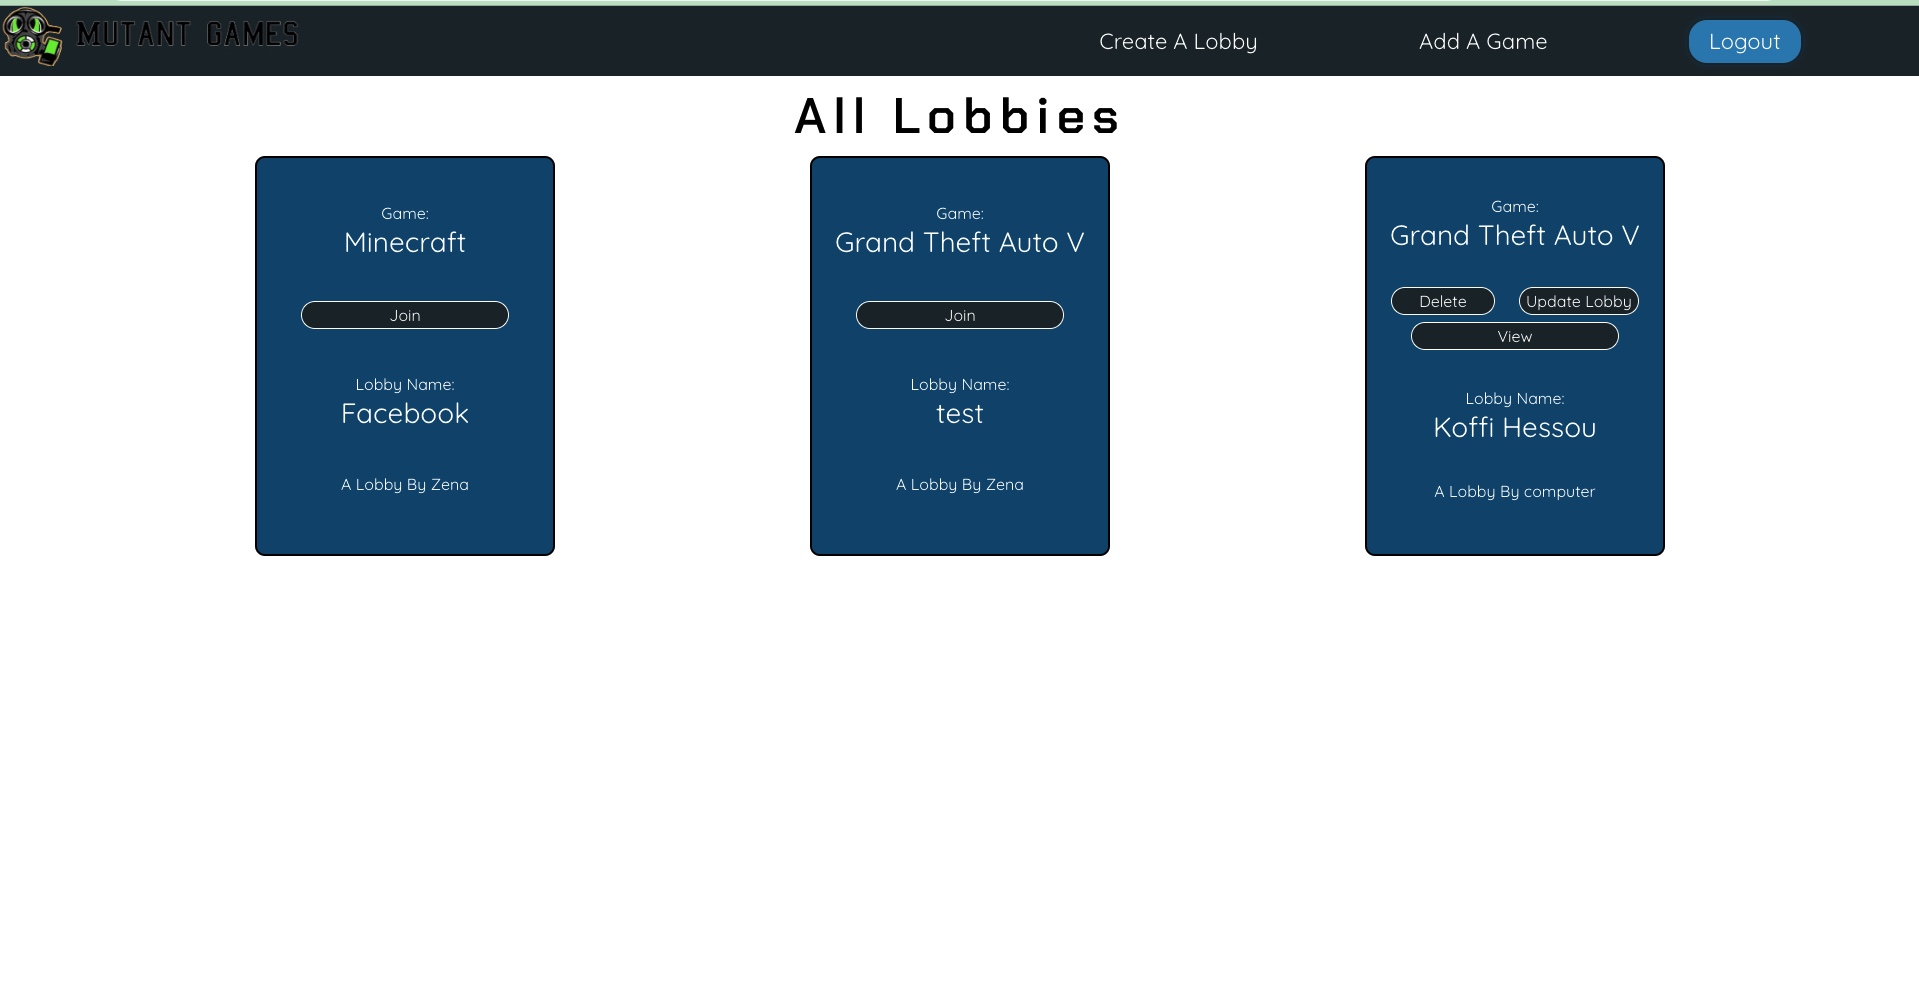 MUTANT GAMES
Create A Lobby
Add A Game
Logout
All Lobbies
Game:
Minecraft
Join
Lobby Name:
Facebook
A Lobby By Zena
Game:
Grand Theft Auto V
Join
Lobby Name:
test
A Lobby By Zena
Game:
Grand Theft Auto V
Delete
Update Lobby
View
Lobby Name:
Koffi Hessou
A Lobby By computer